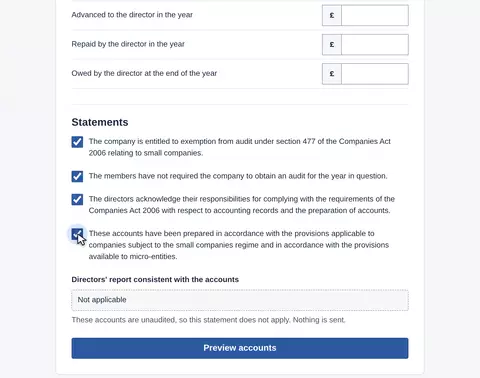 Advanced to the director in the year
£
Repaid by the director in the year
£
Owed by the director at the end of the year
£
Statements
The company is entitled to exemption from audit under section 477 of the Companies Act
2006 relating to small companies.
The members have not required the company to obtain an audit for the year in question.
The directors acknowledge their responsibilities for complying with the requirements of the
Companies Act 2006 with respect to accounting records and the preparation of accounts.
These accounts have been prepared in accordance with the provisions applicable to
companies subject to the small companies regime and in accordance with the provisions
available to micro-entities.
Directors' report consistent with the accounts
Not applicable
These accounts are unaudited, so this statement does not apply. Nothing is sent.
Preview accounts